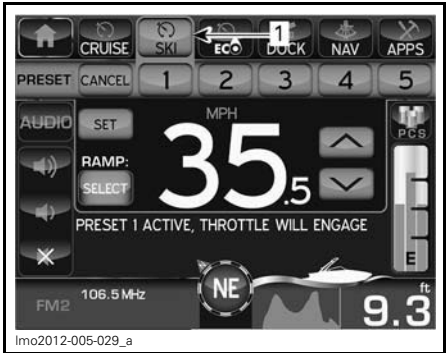 CRUISE SKI ECO DOCK NAV APPS
1
PRESET CANCEL 1 2 3 4 5
AUDIO SET MPH PCS
RAMP:
SELECT
35.5
PRESET 1 ACTIVE, THROTTLE WILL ENGAGE
E
FM2 106.5 MHz NE 9.3 ft
lmo2012-005-029_a